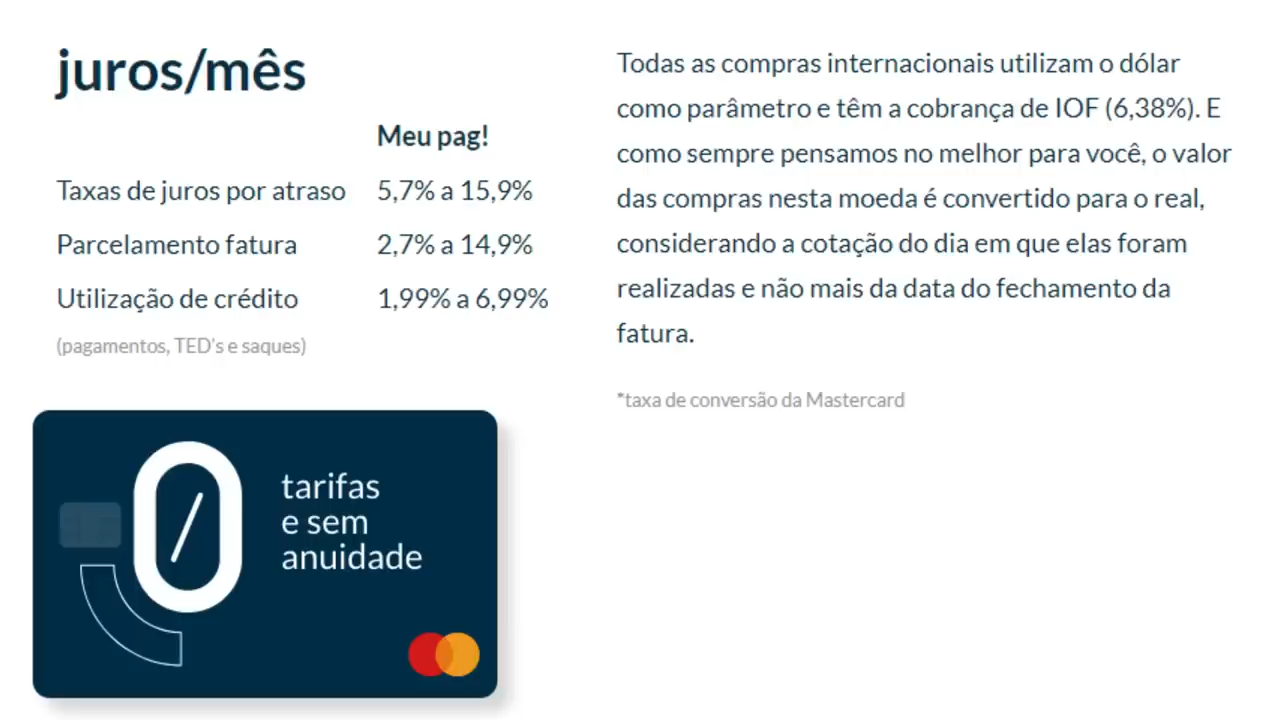 juros/mês
Meu pag!
Taxas de juros por atraso 5,7% a 15,9%
Parcelamento fatura 2,7% a 14,9%
Utilização de crédito 1,99% a 6,99%
(pagamentos, TED's e saques)
Todas as compras internacionais utilizam o dólar
como parâmetro e têm a cobrança de IOF (6,38%). E
como sempre pensamos no melhor para você, o valor
das compras nesta moeda é convertido para o real,
considerando a cotação do dia em que elas foram
realizadas e não mais da data do fechamento da
fatura.
*taxa de conversão da Mastercard
0
tarifas
e sem
anuidade